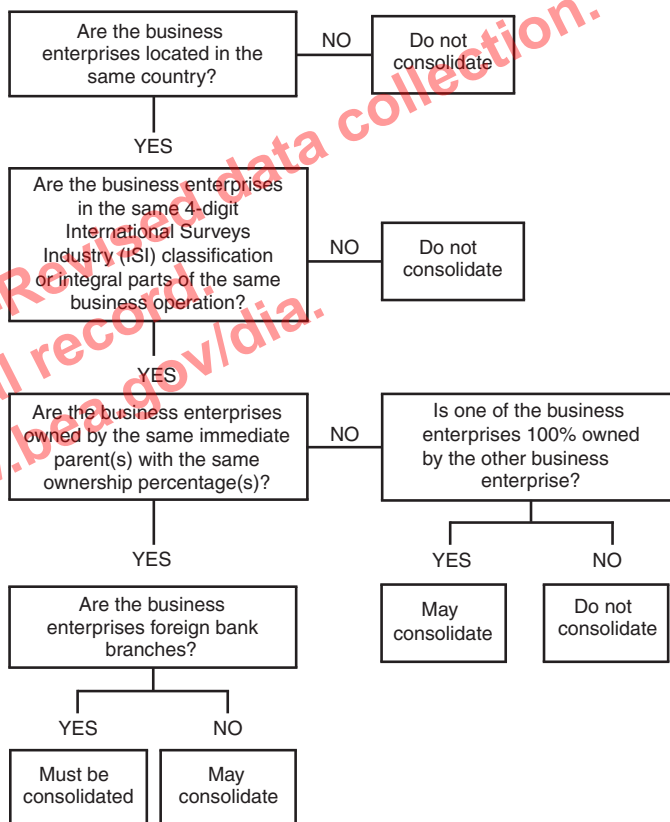 Are the business
enterprises located in the
same country?
NO
Do not
consolidate
YES
Are the business enterprises
in the same 4-digit
International Surveys
Industry (ISI) classification
or integral parts of the same
business operation?
NO
Do not
consolidate
YES
Are the business enterprises
owned by the same immediate
parent(s) with the same
ownership percentage(s)?
NO
Is one of the business
enterprises 100% owned
by the other business
enterprise?
YES
NO
May
consolidate
Do not
consolidate
YES
Are the business
enterprises foreign bank
branches?
YES
NO
Must be
consolidated
May
consolidate
Revised data collection.
record.
.bea.gov/dia.